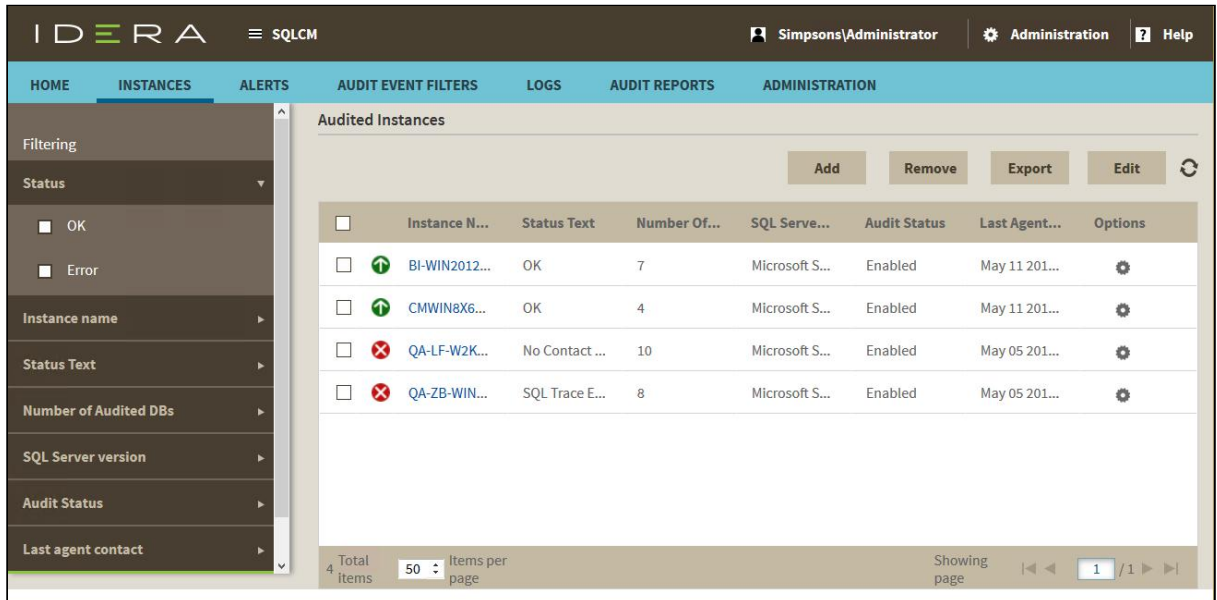 IDERA
SQLCM
Simpsons\Administrator
Administration
? Help
HOME INSTANCES ALERTS AUDIT EVENT FILTERS LOGS AUDIT REPORTS ADMINISTRATION
Filtering
Status
OK
Error
Instance name
Status Text
Number of Audited DBs
SQL Server version
Audit Status
Last agent contact
Audited Instances
Add Remove Export Edit
Instance N... Status Text Number Of... SQL Serve... Audit Status Last Agent... Options
BI-WIN2012... OK 7 Microsoft S... Enabled May 11 201...
CMWIN8X6... OK 4 Microsoft S... Enabled May 11 201...
QA-LF-W2K... No Contact ... 10 Microsoft S... Enabled May 05 201...
QA-ZB-WIN... SQL Trace E... 8 Microsoft S... Enabled May 05 201...
4 Total items 50 Items per page Showing page 1 / 1